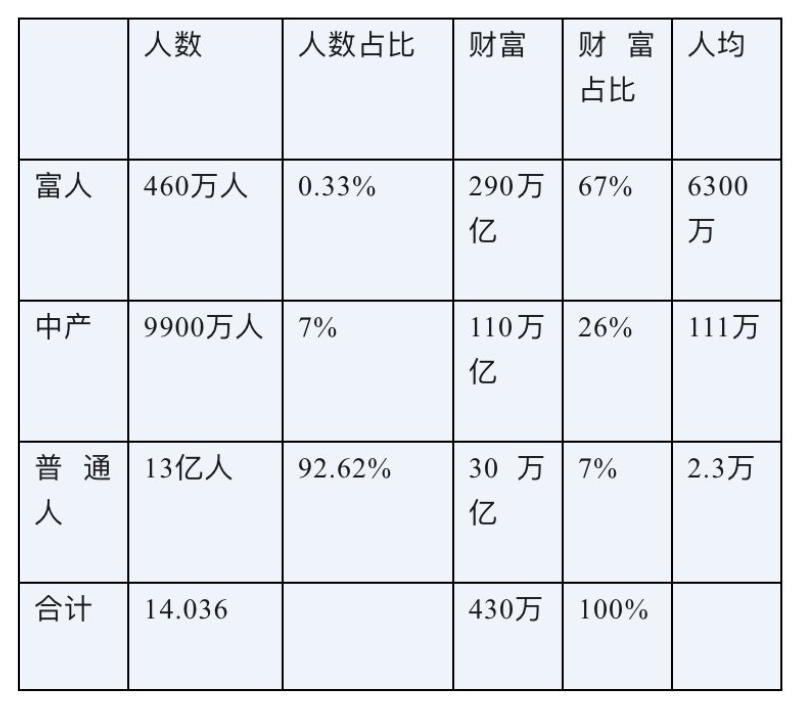 人数 人数占比 财富 财富占比 人均
富人 460万人 0.33% 290万亿 67% 6300万
中产 9900万人 7% 110万亿 26% 111万
普通人 13亿人 92.62% 30万亿 7% 2.3万
合计 14.036 430万 100%